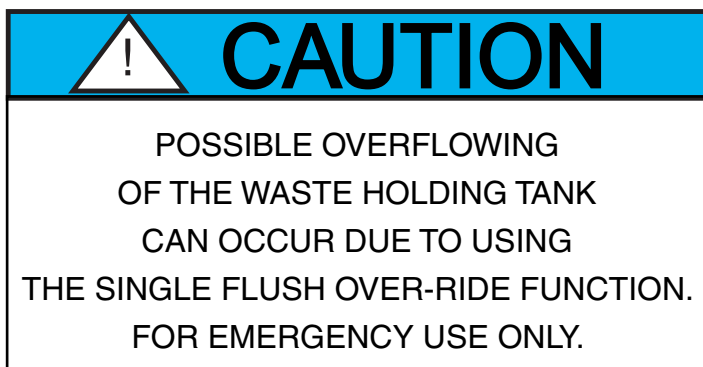 ! CAUTION
POSSIBLE OVERFLOWING
OF THE WASTE HOLDING TANK
CAN OCCUR DUE TO USING
THE SINGLE FLUSH OVER-RIDE FUNCTION.
FOR EMERGENCY USE ONLY.